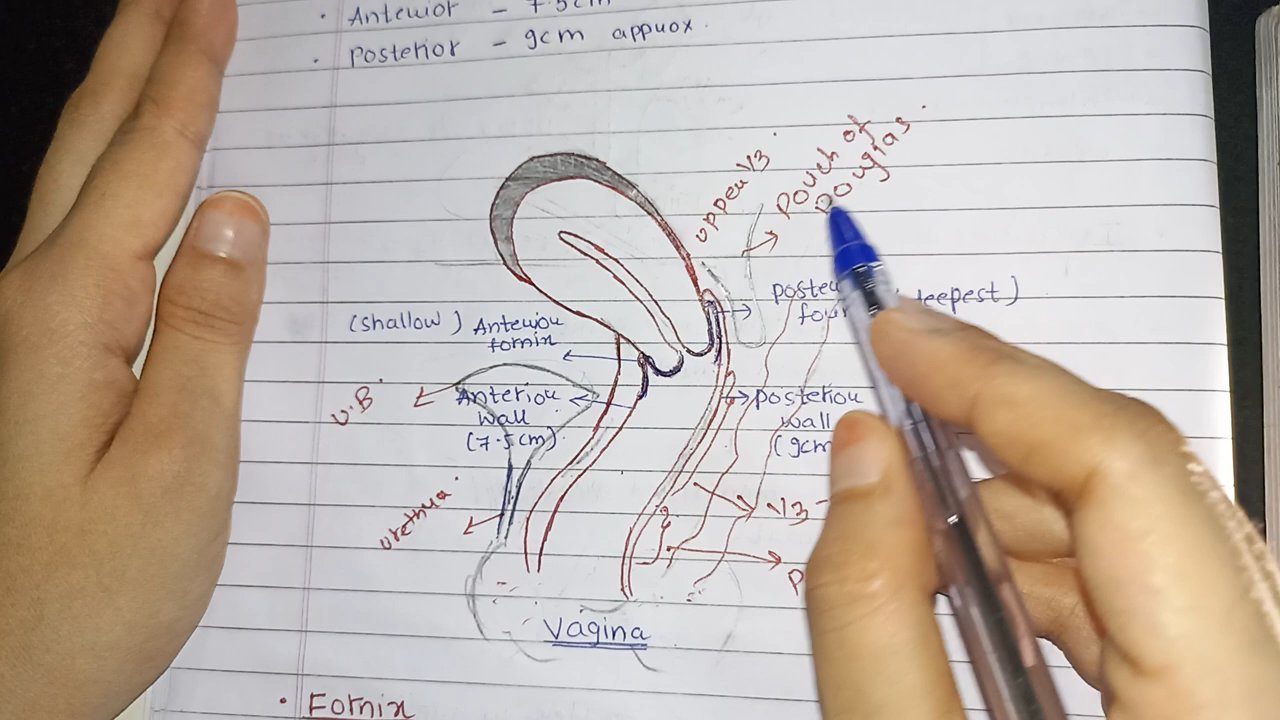 · Anterior - 7.5cm
· Posterior - 9cm approx.
upper 1/3
Pouch of
Douglas.
(shallow) Anterior
fornix
(deepest)
U.B
Anterior
wall
(7.5cm)
Posterior
wall
(9cm
urethra
1/3
Vagina
· Fornix